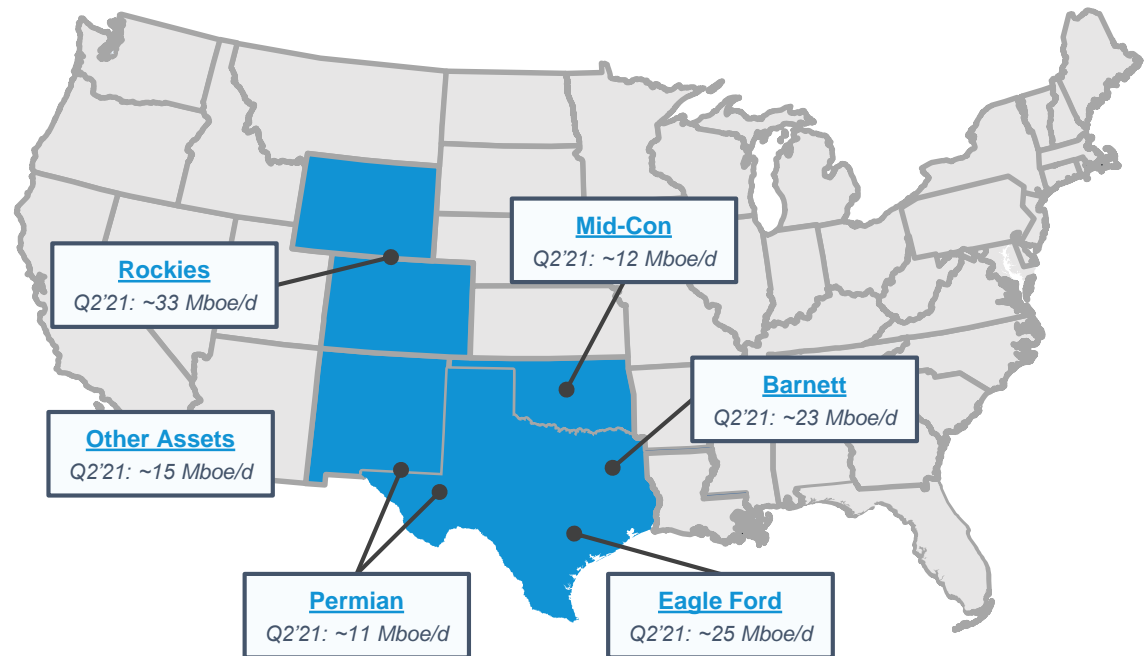 Mid-Con
Q2’21: ~12 Mboe/d
Rockies
Q2’21: ~33 Mboe/d
Barnett
Q2’21: ~23 Mboe/d
Other Assets
Q2’21: ~15 Mboe/d
Permian
Q2’21: ~11 Mboe/d
Eagle Ford
Q2’21: ~25 Mboe/d